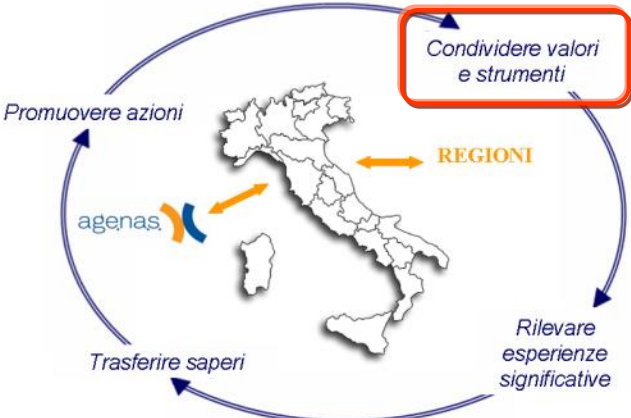 Condividere valori
e strumenti
Promuovere azioni
REGIONI
agenas
Rilevare
esperienze
significative
Trasferire saperi